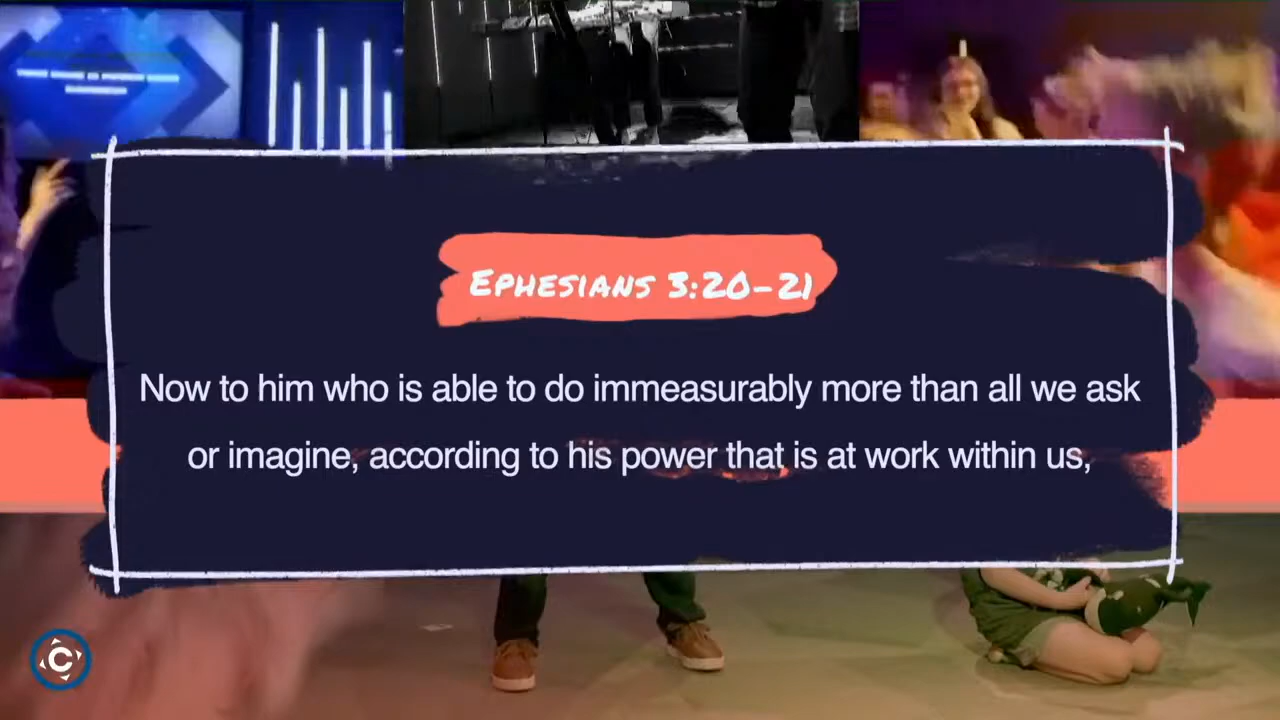 Ephesians 3:20-21
Now to him who is able to do immeasurably more than all we ask
or imagine, according to his power that is at work within us,
C